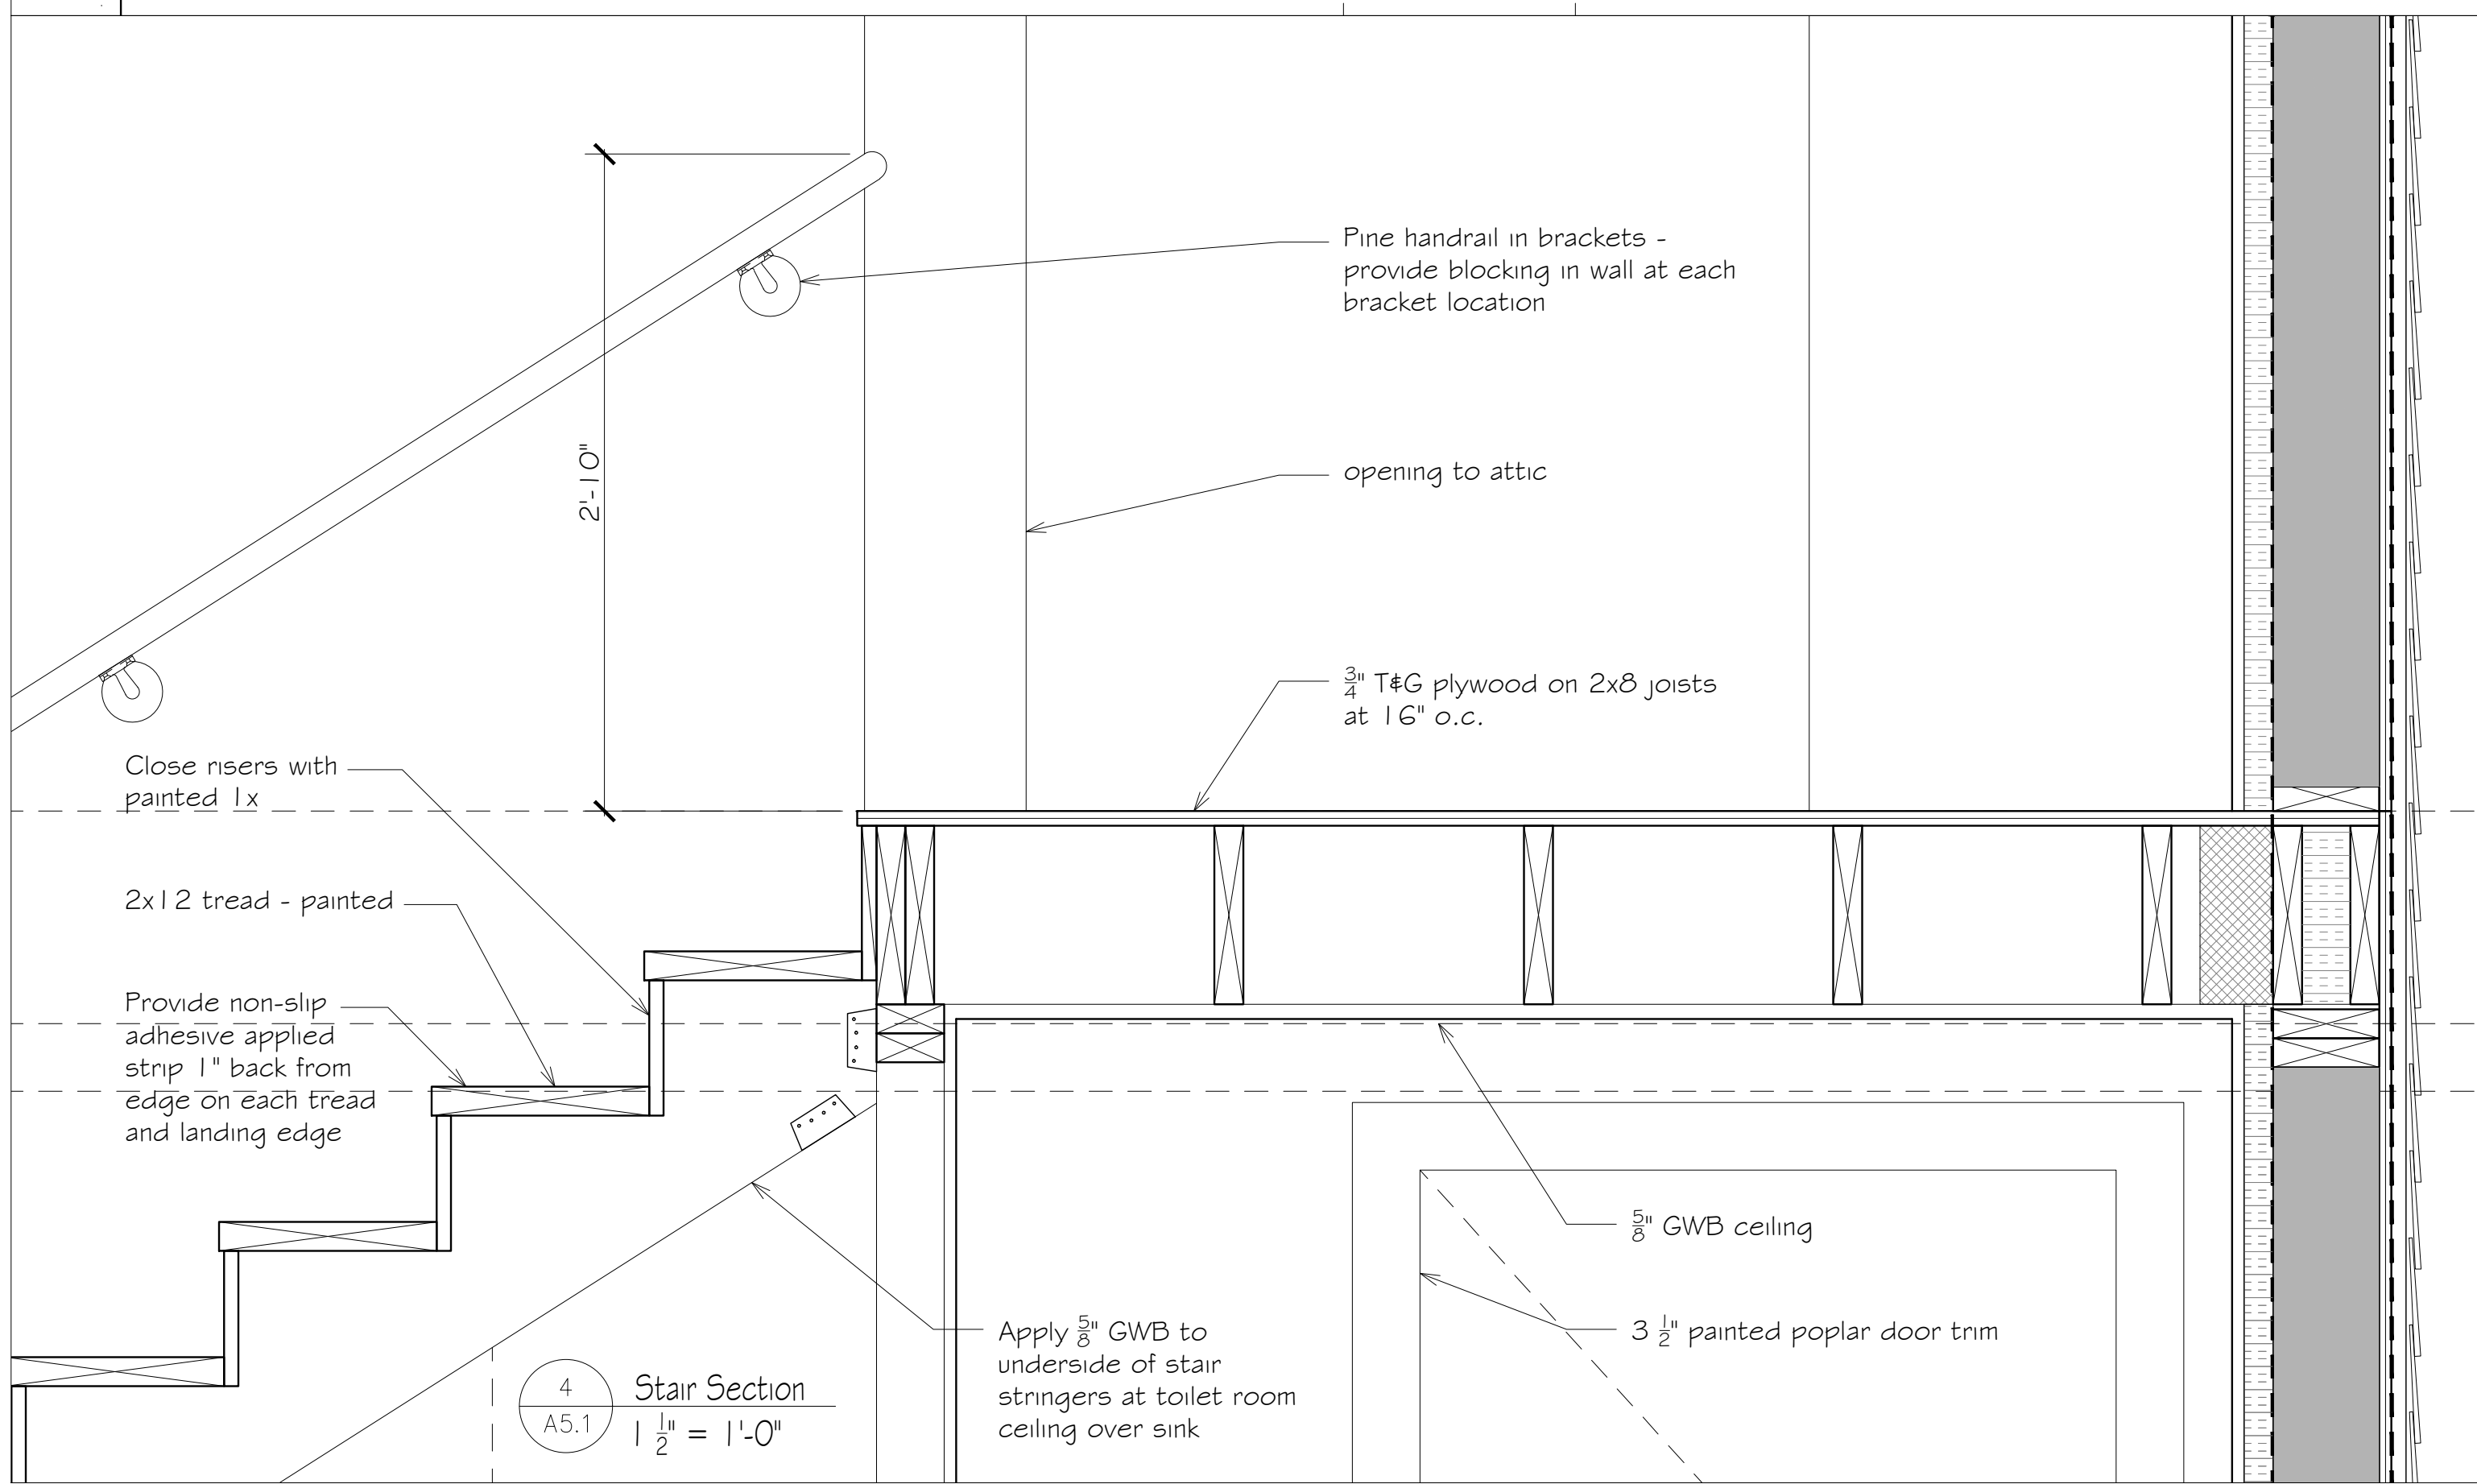 Pine handrail in brackets -
provide blocking in wall at each
bracket location
2'-10"
opening to attic
3/4" T&G plywood on 2x8 joists
at 16" o.c.
Close risers with
painted 1x
2x12 tread - painted
Provide non-slip
adhesive applied
strip 1" back from
edge on each tread
and landing edge
5/8" GWB ceiling
3 1/2" painted poplar door trim
Apply 5/8" GWB to
underside of stair
stringers at toilet room
ceiling over sink
4
A5.1
Stair Section
1 1/2" = 1'-0"